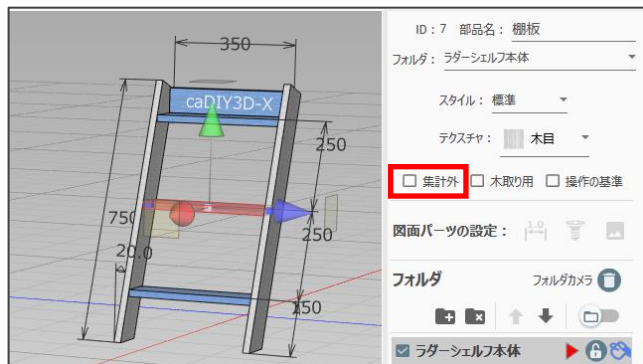 350
caDIY3D-X
250
750
250
20.0
150
ID：7 部品名：棚板
フォルダ：ラダーシェルフ本体
スタイル：標準
テクスチャ：木目
集計外 木取り用 操作の基準
図面パーツの設定：
1.0
フォルダ フォルダカメラ
ラダーシェルフ本体